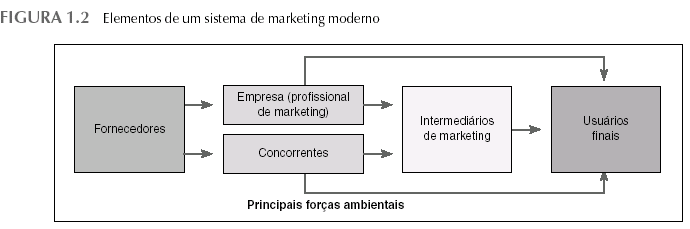 FIGURA 1.2 Elementos de um sistema de marketing moderno
Fornecedores
Empresa (profissional
de marketing)
Concorrentes
Intermediários
de marketing
Usuários
finais
Principais forças ambientais